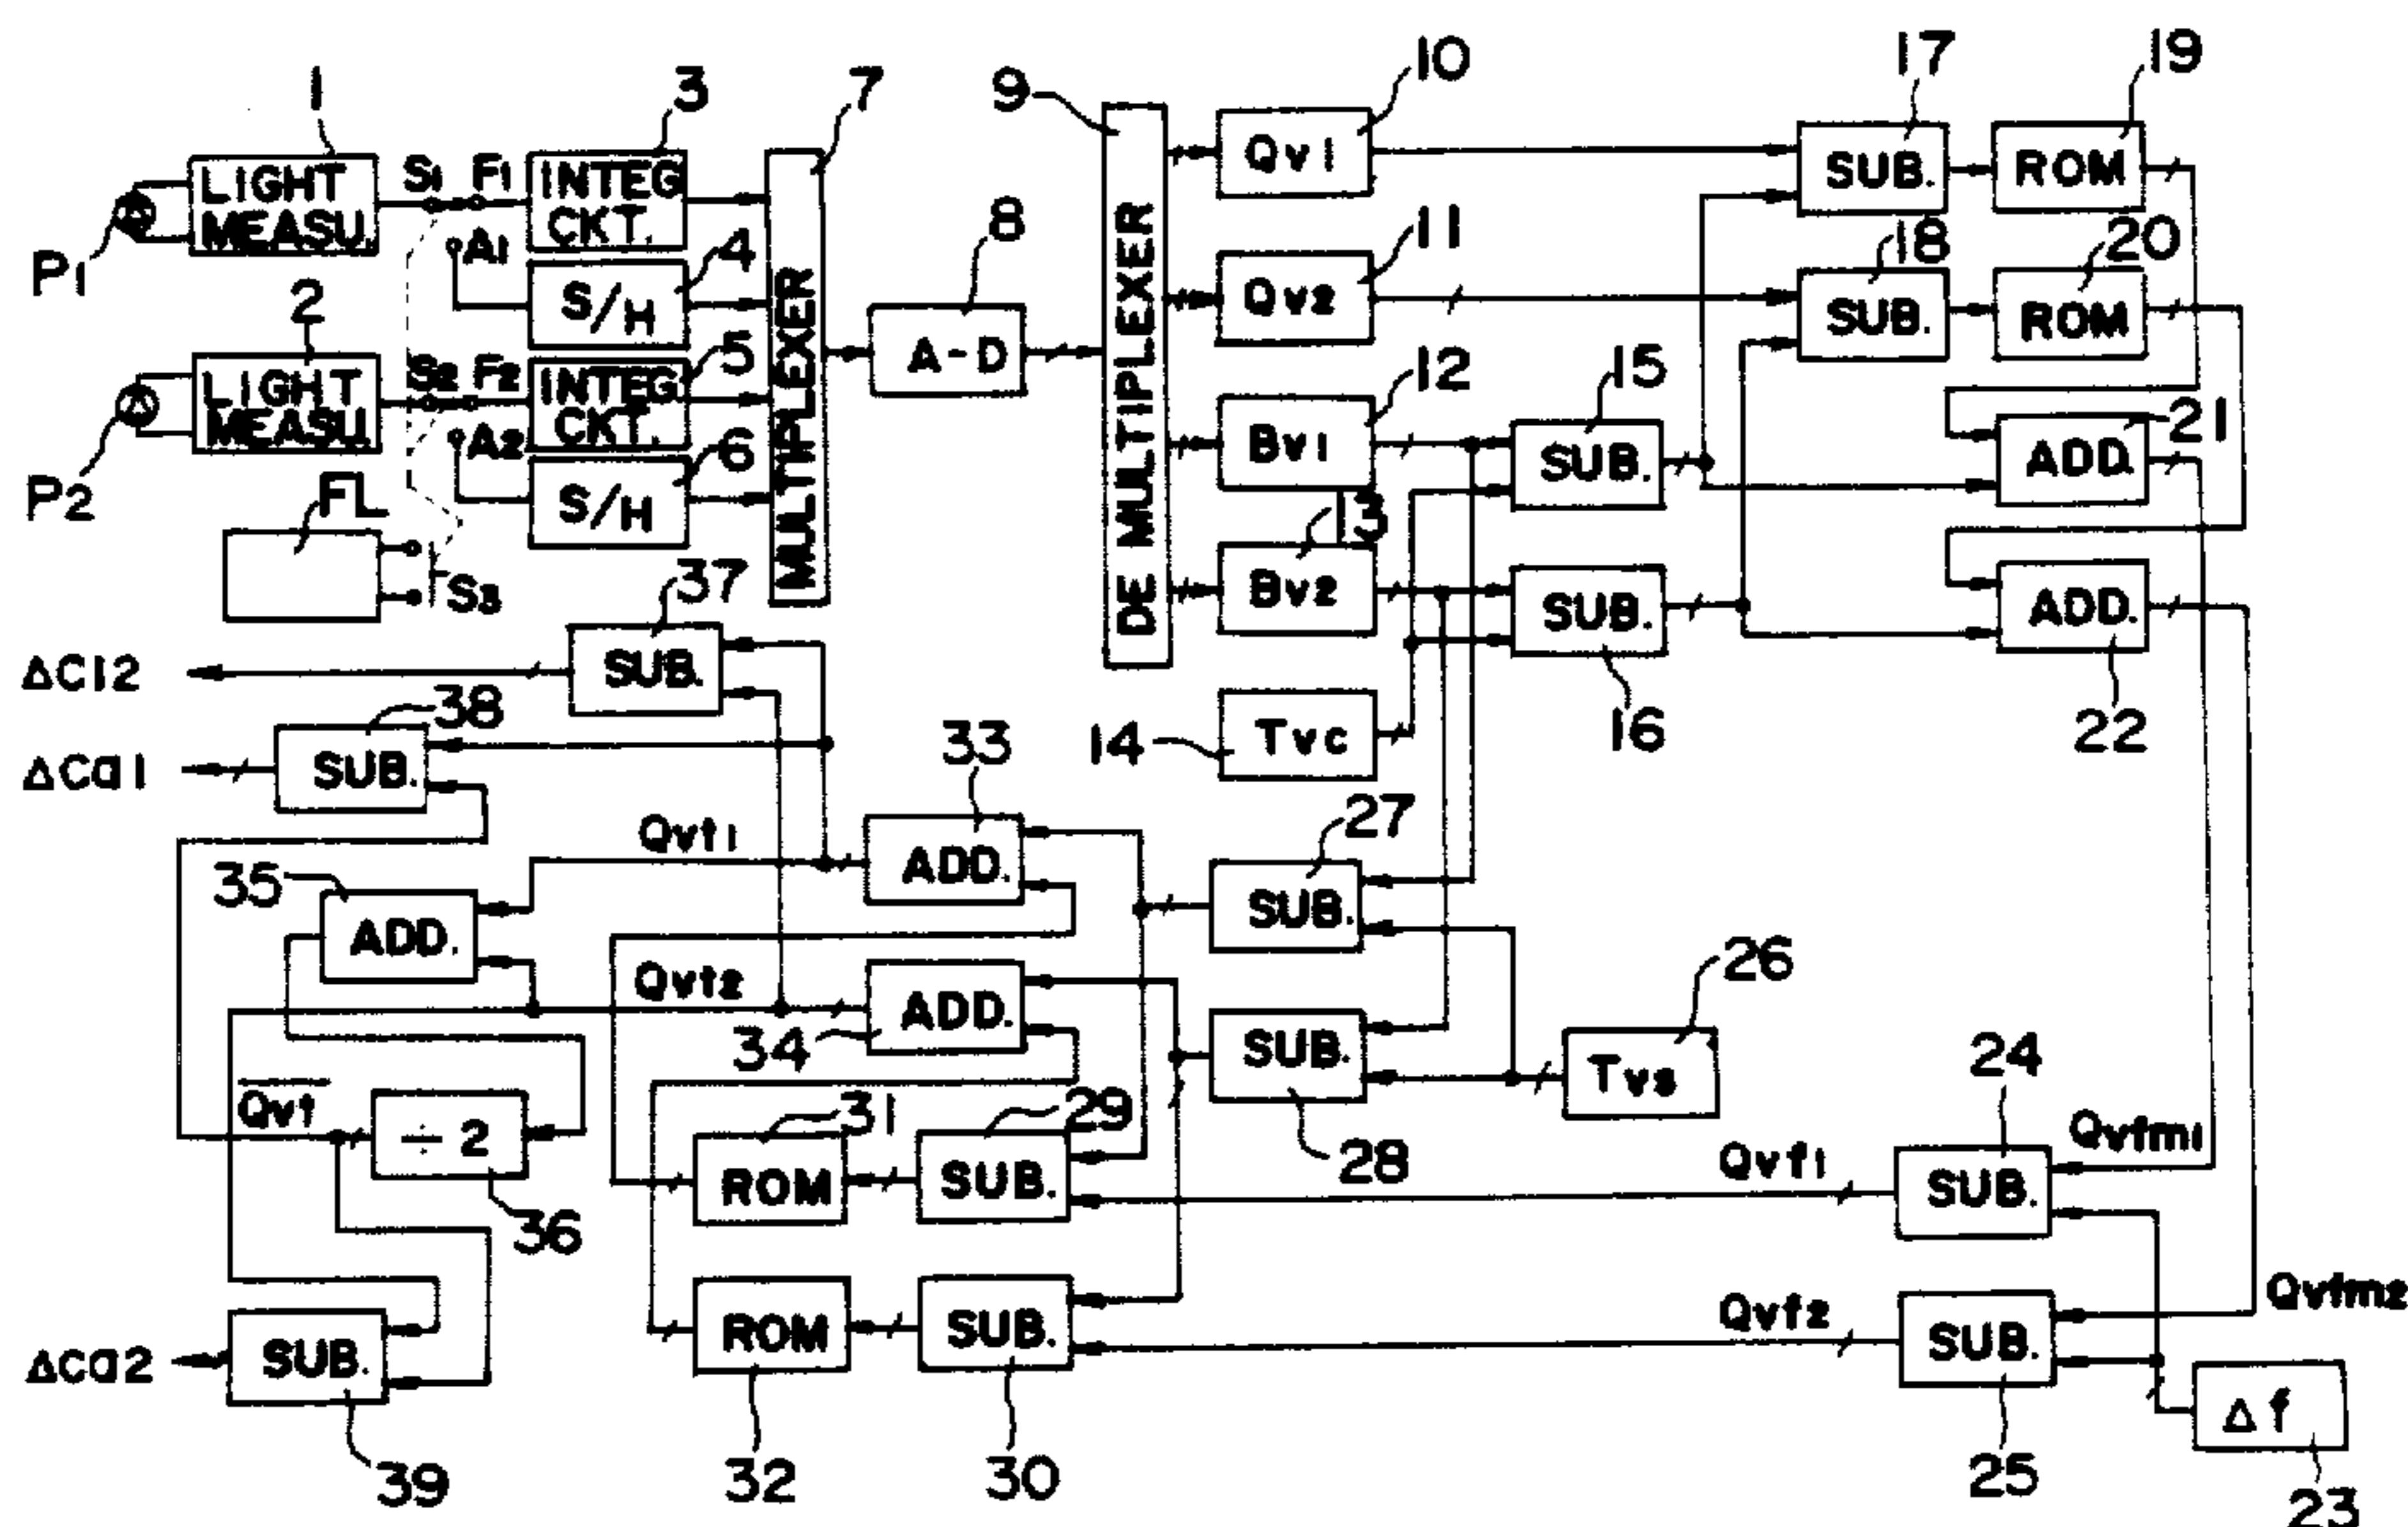 1
3
7
9
10
17
19
LIGHT
MEASU.
S1
F1
INTEG
CKT.
Qv1
SUB.
ROM
P1
A1
4
8
11
18
20
2
S/H
MULTIPLEXER
A-D
DE MULTIPLEXER
Qv2
SUB.
ROM
LIGHT
MEASU.
S2
F2
INTEG
CKT.
5
12
15
21
P2
A2
6
Bv1
SUB.
ADD.
FL
S/H
13
S3
37
Bv2
SUB.
ADD.
ΔC12
SUB.
38
33
14
Tvc
16
22
ΔCa1
SUB.
27
35
Qvt1
ADD.
SUB.
26
ADD.
Qvt2
34
ADD.
SUB.
Tvs
24
Qvt
÷ 2
31
29
28
Qvf1
Qvfm1
36
ROM
SUB.
SUB.
Qvf2
Qvfm2
ΔCa2
SUB.
ROM
SUB.
SUB.
Δf
39
32
30
25
23